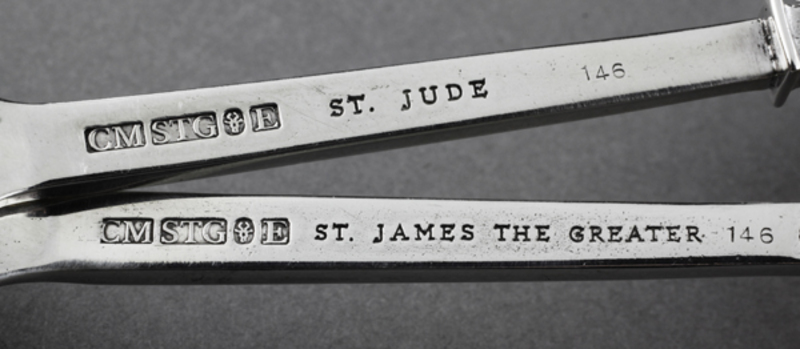 CM STG E ST. JUDE 146
CM STG E ST. JAMES THE GREATER 146